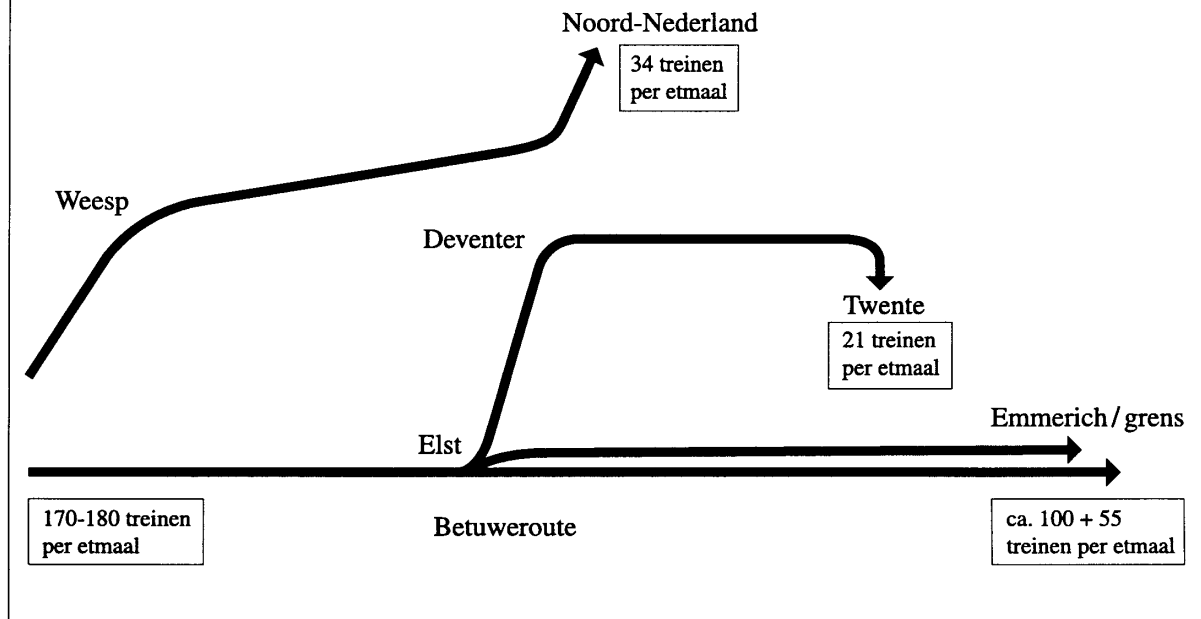 Noord-Nederland
34 treinen
per etmaal
Weesp
Deventer
Twente
21 treinen
per etmaal
Emmerich / grens
Elst
170-180 treinen
per etmaal
Betuweroute
ca. 100 + 55
treinen per etmaal